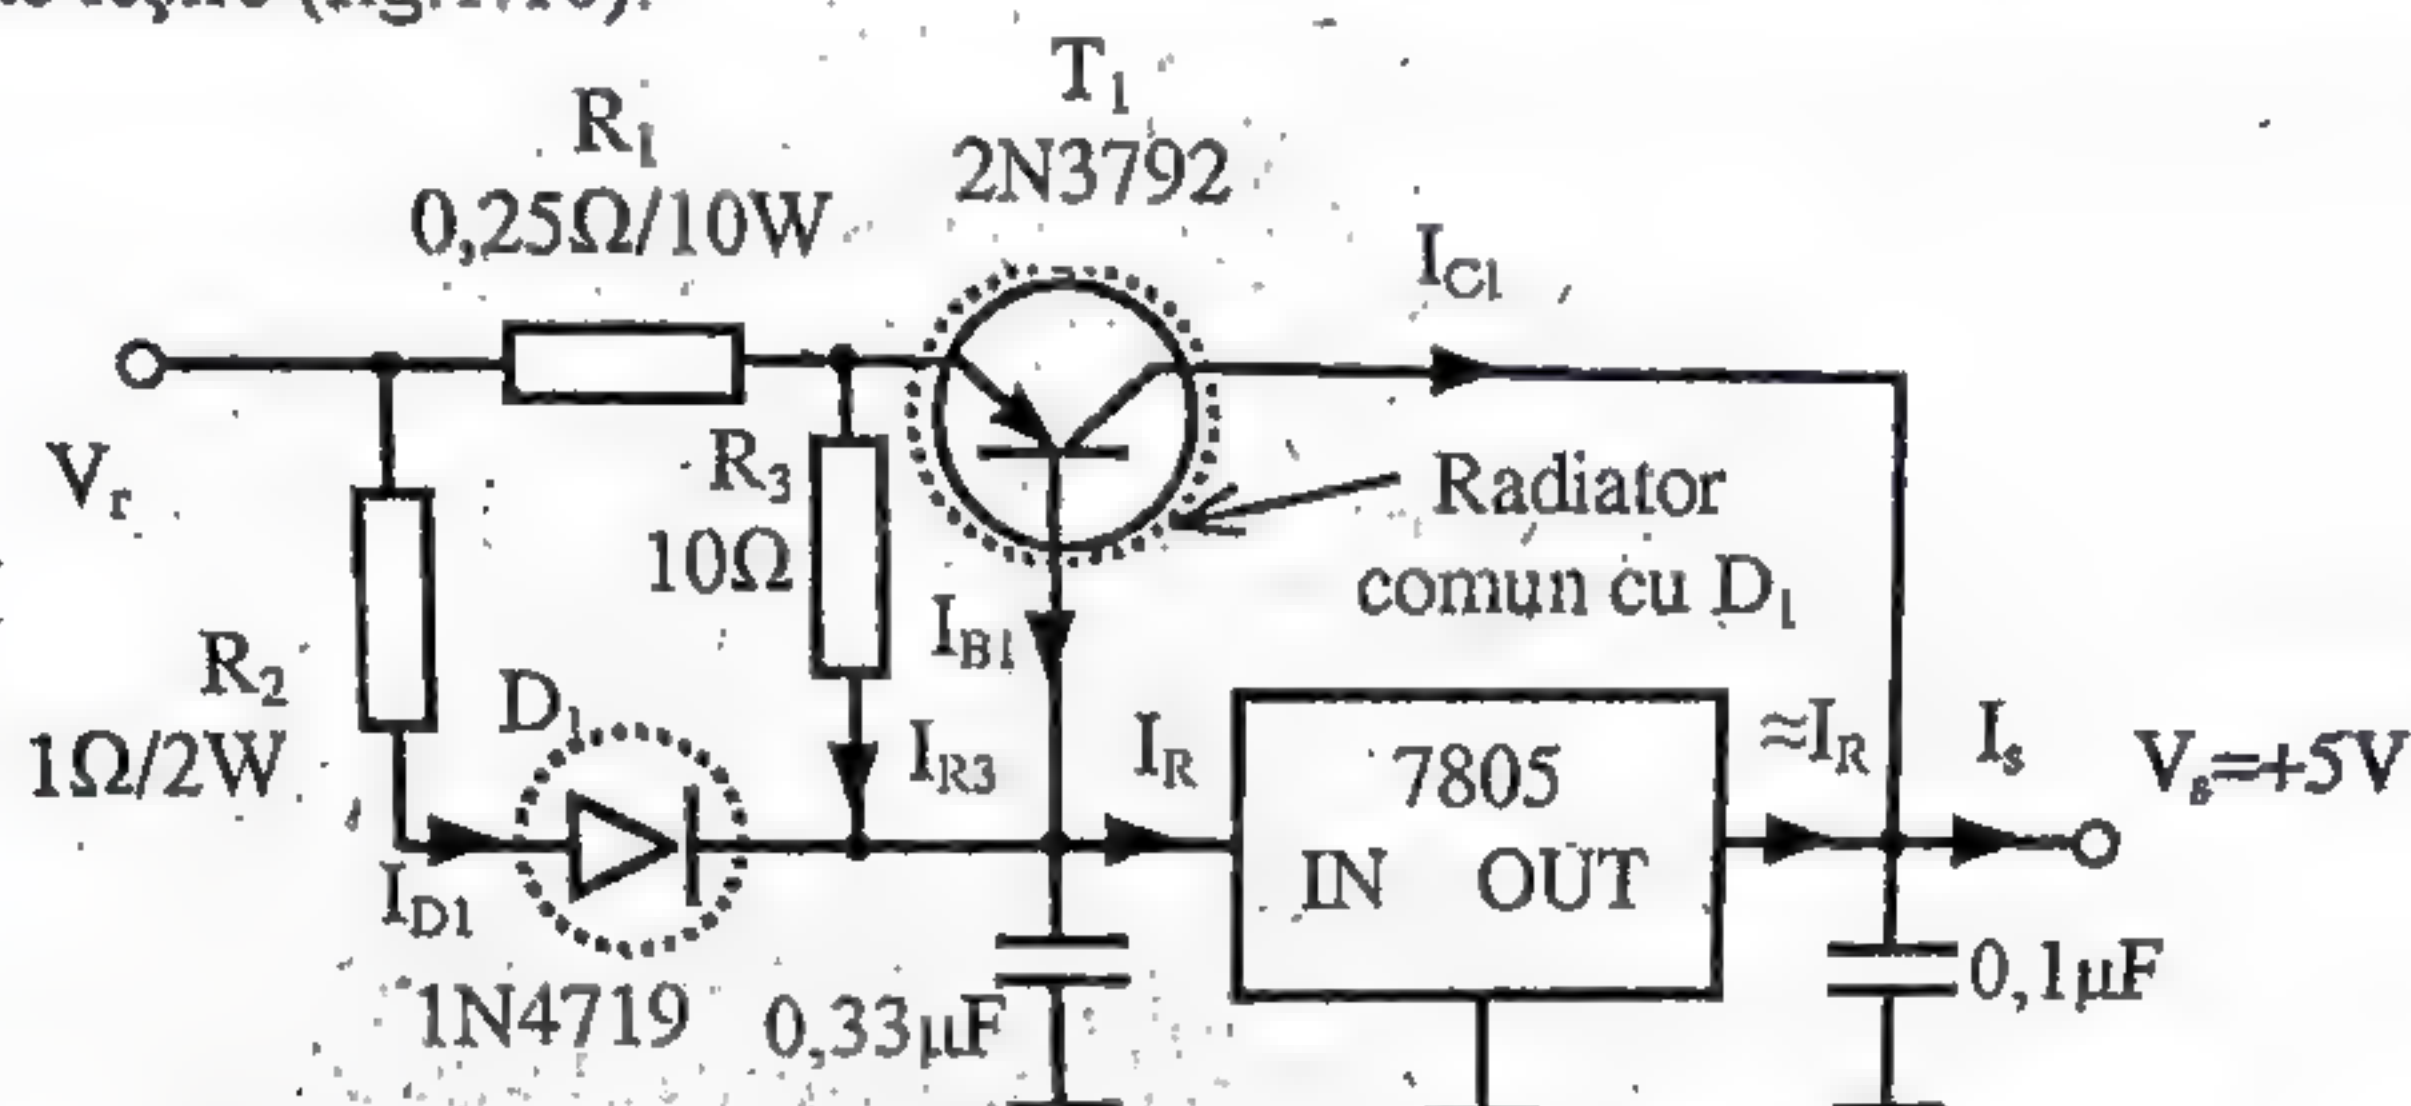 T₁
2N3792
R₁
0,25Ω/10W
I_C1
V_r
R₃
10Ω
Radiator
comun cu D₁
I_B1
R₂
1Ω/2W
D₁
I_R3
I_R
7805
IN OUT
≈I_R
I_s
V_s=+5V
I_D1
1N4719
0,33µF
0,1µF